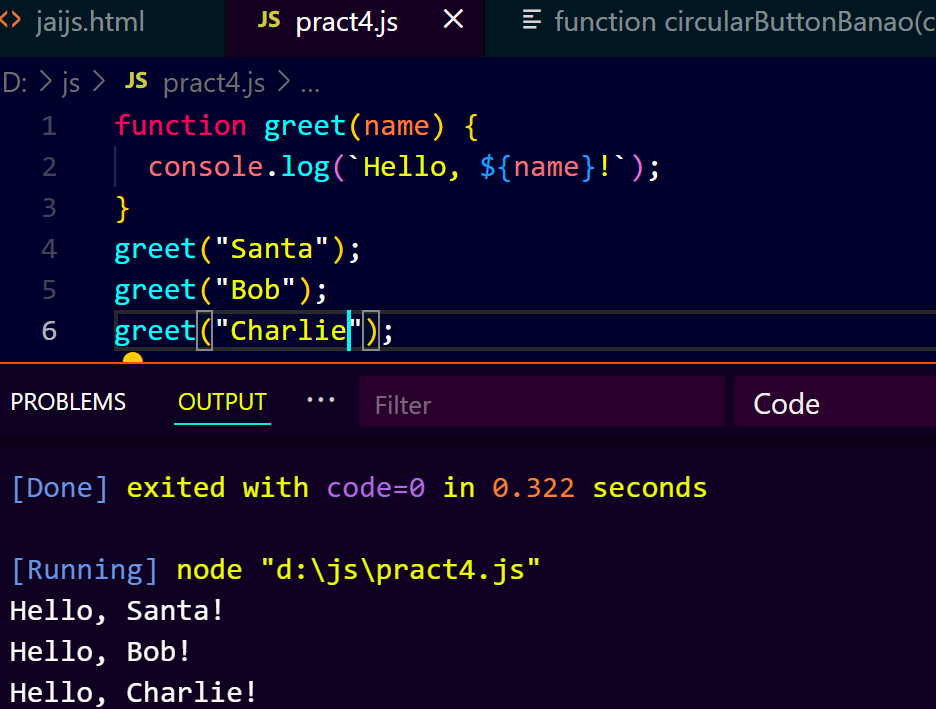 <> jaijs.html JS pract4.js × function circularButtonBanao(c
D: > js > JS pract4.js > ...
1 function greet(name) {
2 console.log(`Hello, ${name}!`);
3 }
4 greet("Santa");
5 greet("Bob");
6 greet("Charlie");
PROBLEMS OUTPUT ... Filter Code
[Done] exited with code=0 in 0.322 seconds
[Running] node "d:\js\pract4.js"
Hello, Santa!
Hello, Bob!
Hello, Charlie!